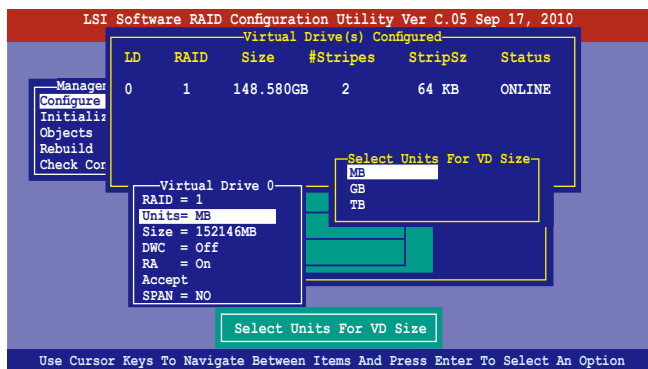 LSI Software RAID Configuration Utility Ver C.05 Sep 17, 2010
Virtual Drive(s) Configured
LD RAID Size #Stripes StripSz Status
0 1 148.580GB 2 64 KB ONLINE
Managem
Configure
Initializ
Objects
Rebuild
Check Con
Select Units For VD Size
MB
GB
TB
Virtual Drive 0
RAID = 1
Units= MB
Size = 152146MB
DWC = Off
RA = On
Accept
SPAN = NO
Select Units For VD Size
Use Cursor Keys To Navigate Between Items And Press Enter To Select An Option